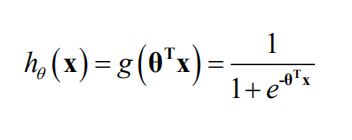 h_θ(x) = g(θᵀx) = 1 / (1 + e^(-θᵀx))